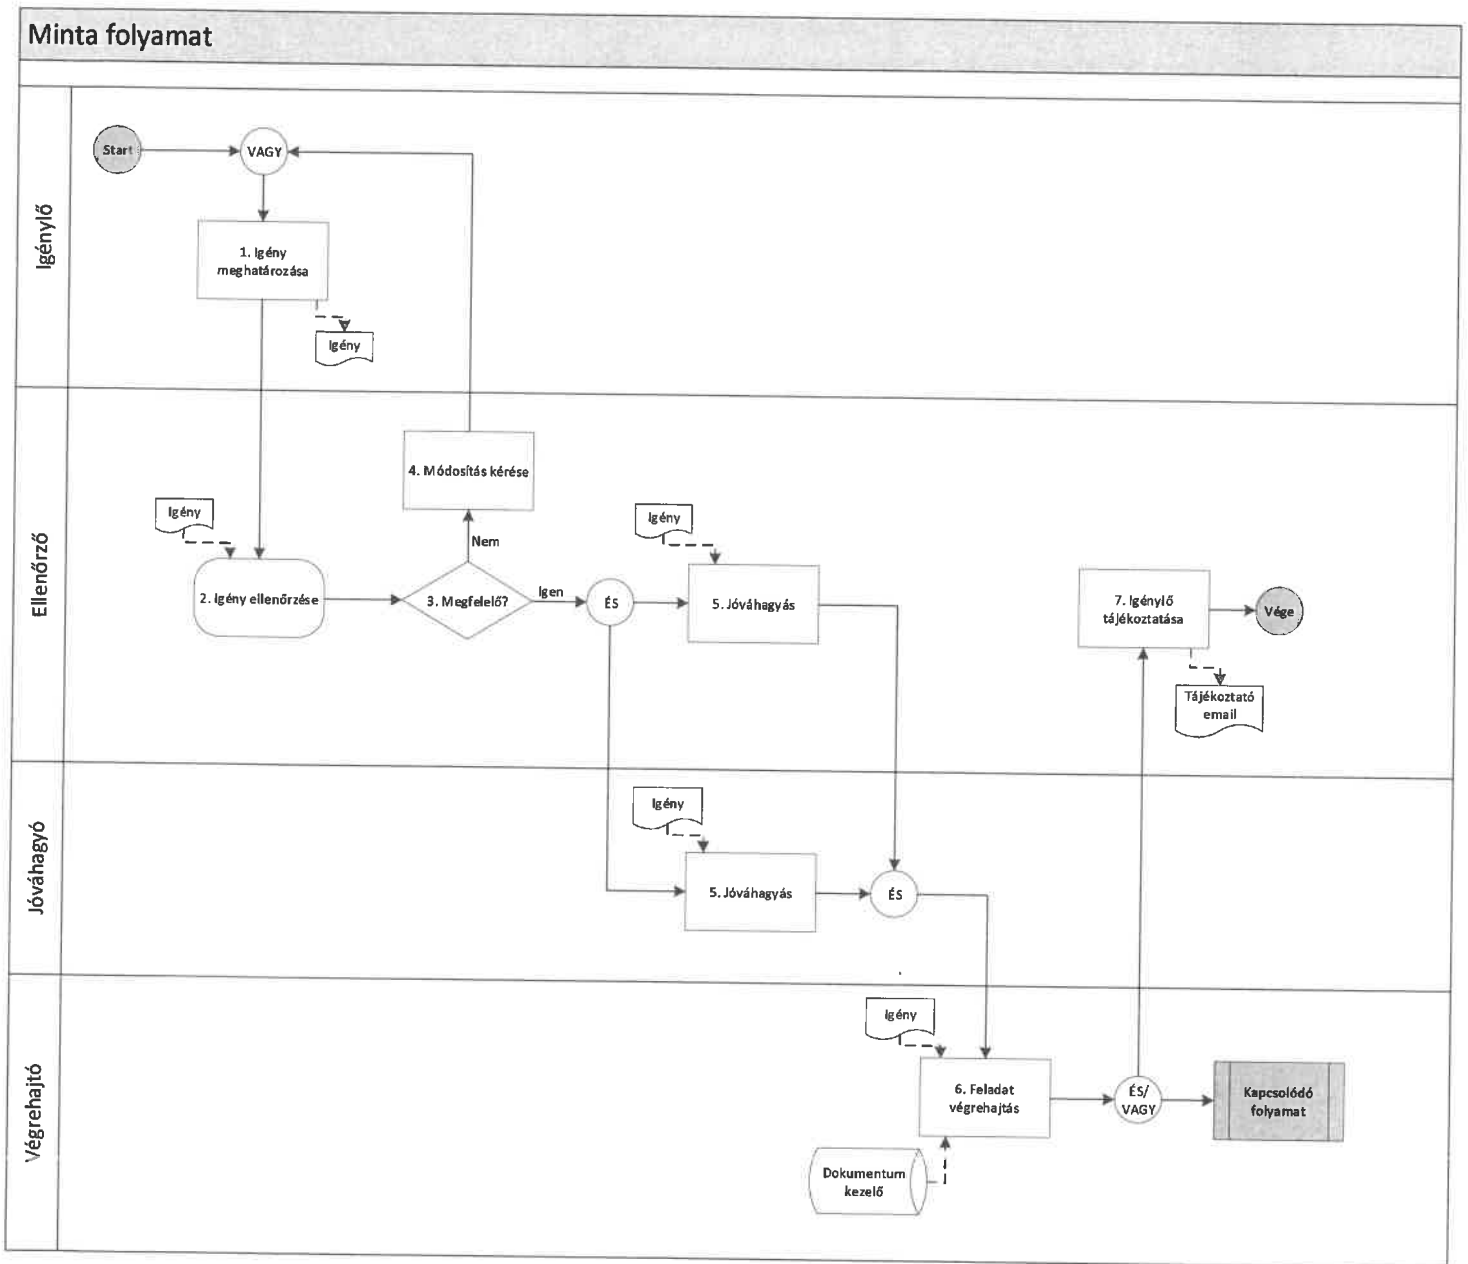 Minta folyamat
Igénylő
Start
VAGY
1. Igény
meghatározása
Igény
Ellenőrző
4. Módosítás kérése
Igény
Nem
2. Igény ellenőrzése
3. Megfelelő?
Igen
ÉS
Igény
5. Jóváhagyás
7. Igénylő
tájékoztatása
Vége
Tájékoztató
email
Jóváhagyó
Igény
5. Jóváhagyás
ÉS
Végrehajtó
Igény
6. Feladat
végrehajtás
ÉS/
VAGY
Kapcsolódó
folyamat
Dokumentum
kezelő